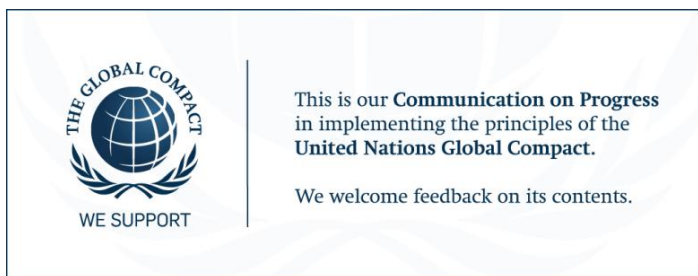 THE GLOBAL COMPACT
WE SUPPORT
This is our Communication on Progress
in implementing the principles of the
United Nations Global Compact.
We welcome feedback on its contents.